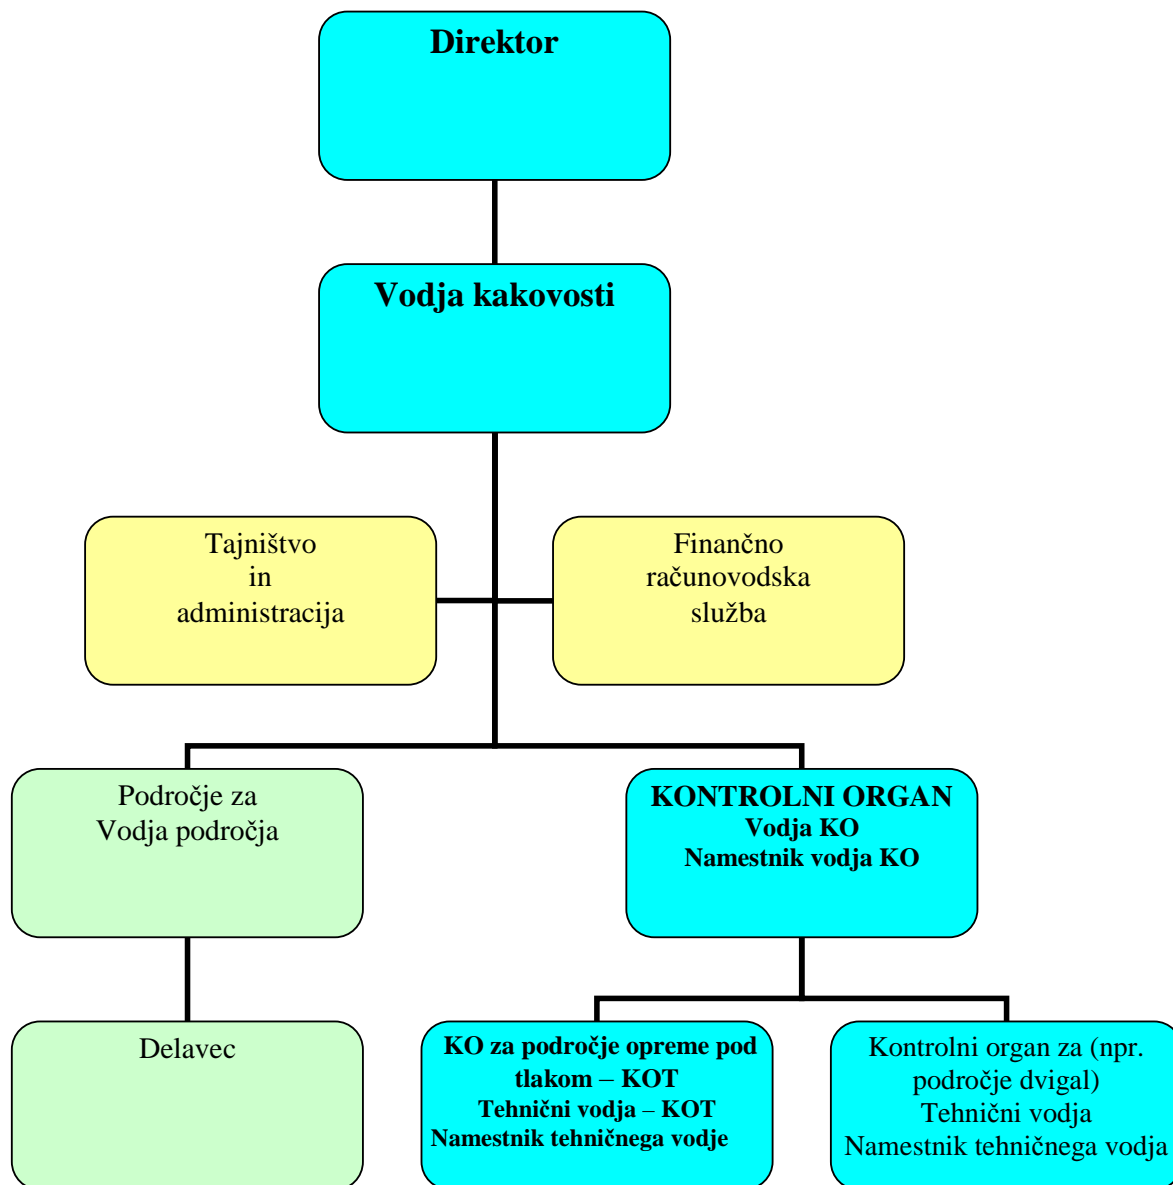 Direktor
Vodja kakovosti
Tajništvo
in
administracija
Finančno
računovodska
služba
Področje za
Vodja področja
KONTROLNI ORGAN
Vodja KO
Namestnik vodja KO
Delavec
KO za področje opreme pod
tlakom – KOT
Tehnični vodja – KOT
Namestnik tehničnega vodje
Kontrolni organ za (npr.
področje dvigal)
Tehnični vodja
Namestnik tehničnega vodja